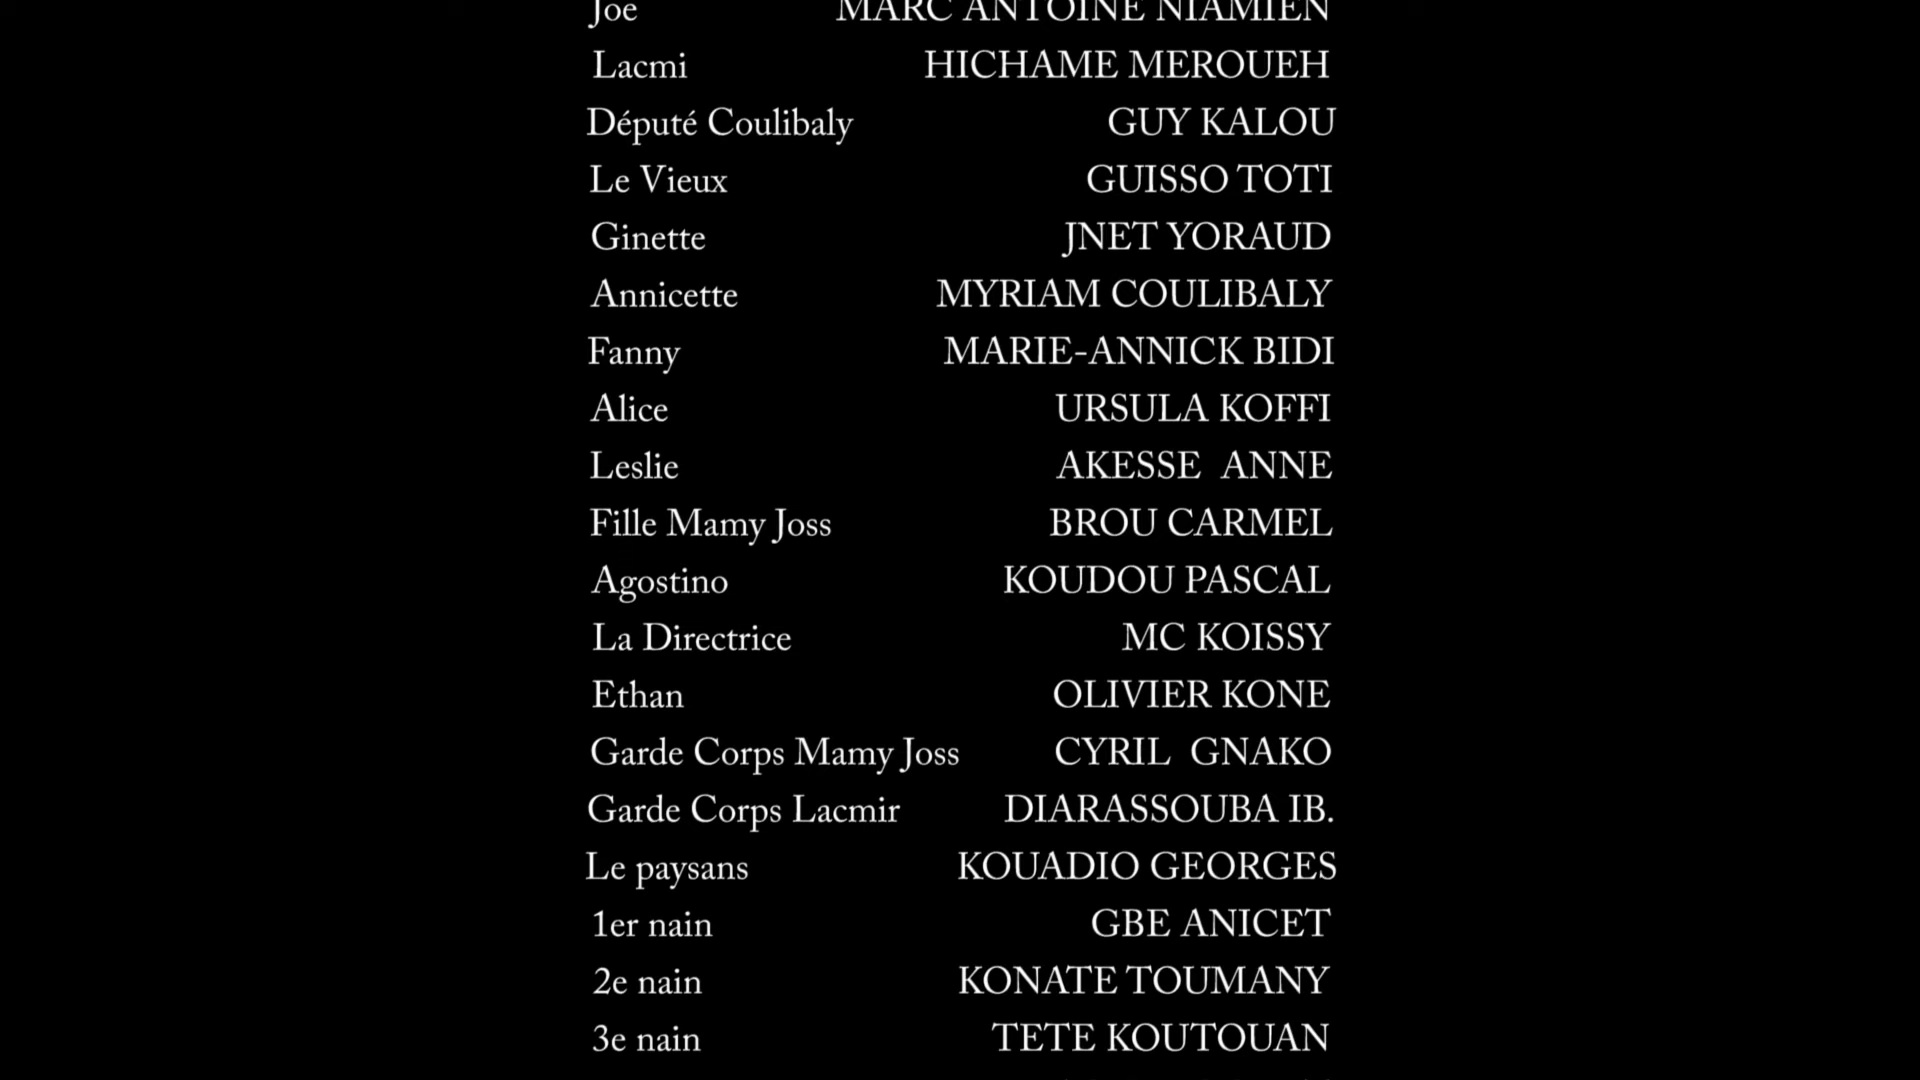 Joe MARC ANTOINE NIAMIEN
Lacmi HICHAME MEROUEH
Député Coulibaly GUY KALOU
Le Vieux GUISSO TOTI
Ginette JNET YORAUD
Annicette MYRIAM COULIBALY
Fanny MARIE-ANNICK BIDI
Alice URSULA KOFFI
Leslie AKESSE ANNE
Fille Mamy Joss BROU CARMEL
Agostino KOUDOU PASCAL
La Directrice MC KOISSY
Ethan OLIVIER KONE
Garde Corps Mamy Joss CYRIL GNAKO
Garde Corps Lacmir DIARASSOUBA IB.
Le paysans KOUADIO GEORGES
1er nain GBE ANICET
2e nain KONATE TOUMANY
3e nain TETE KOUTOUAN